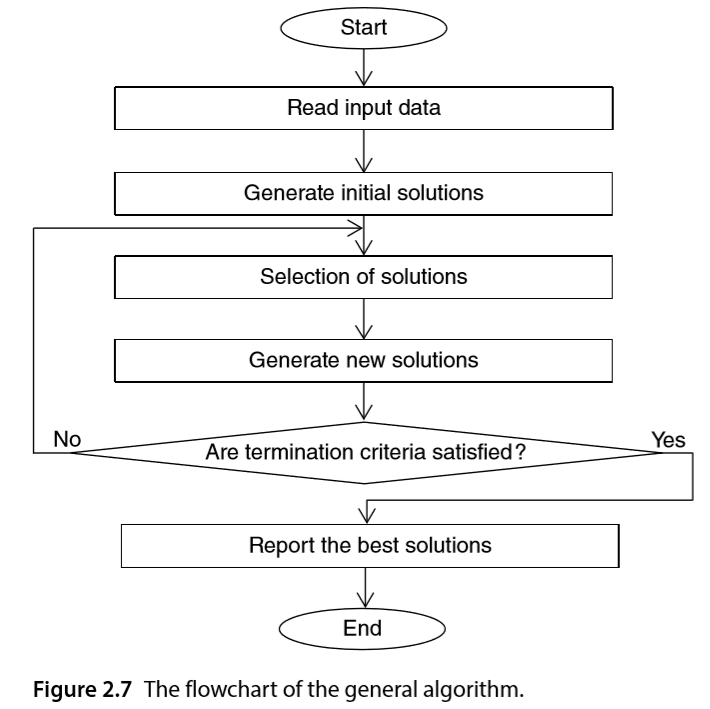 Start
Read input data
Generate initial solutions
Selection of solutions
Generate new solutions
No
Are termination criteria satisfied?
Yes
Report the best solutions
End
Figure 2.7 The flowchart of the general algorithm.